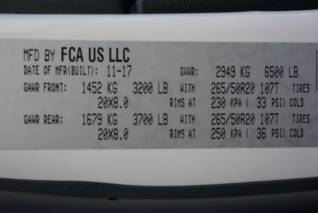 MFD BY FCA US LLC
DATE OF MFR(BUILT): 11-17 GVWR: 2949 KG 6500 LB
GAWR FRONT: 1452 KG 3200 LB WITH 265/50R20 107T TIRES
20X8.0 RIMS AT 230 KPA ( 33 PSI) COLD
GAWR REAR: 1679 KG 3700 LB WITH 265/50R20 107T TIRES
20X8.0 RIMS AT 250 KPA ( 36 PSI) COLD